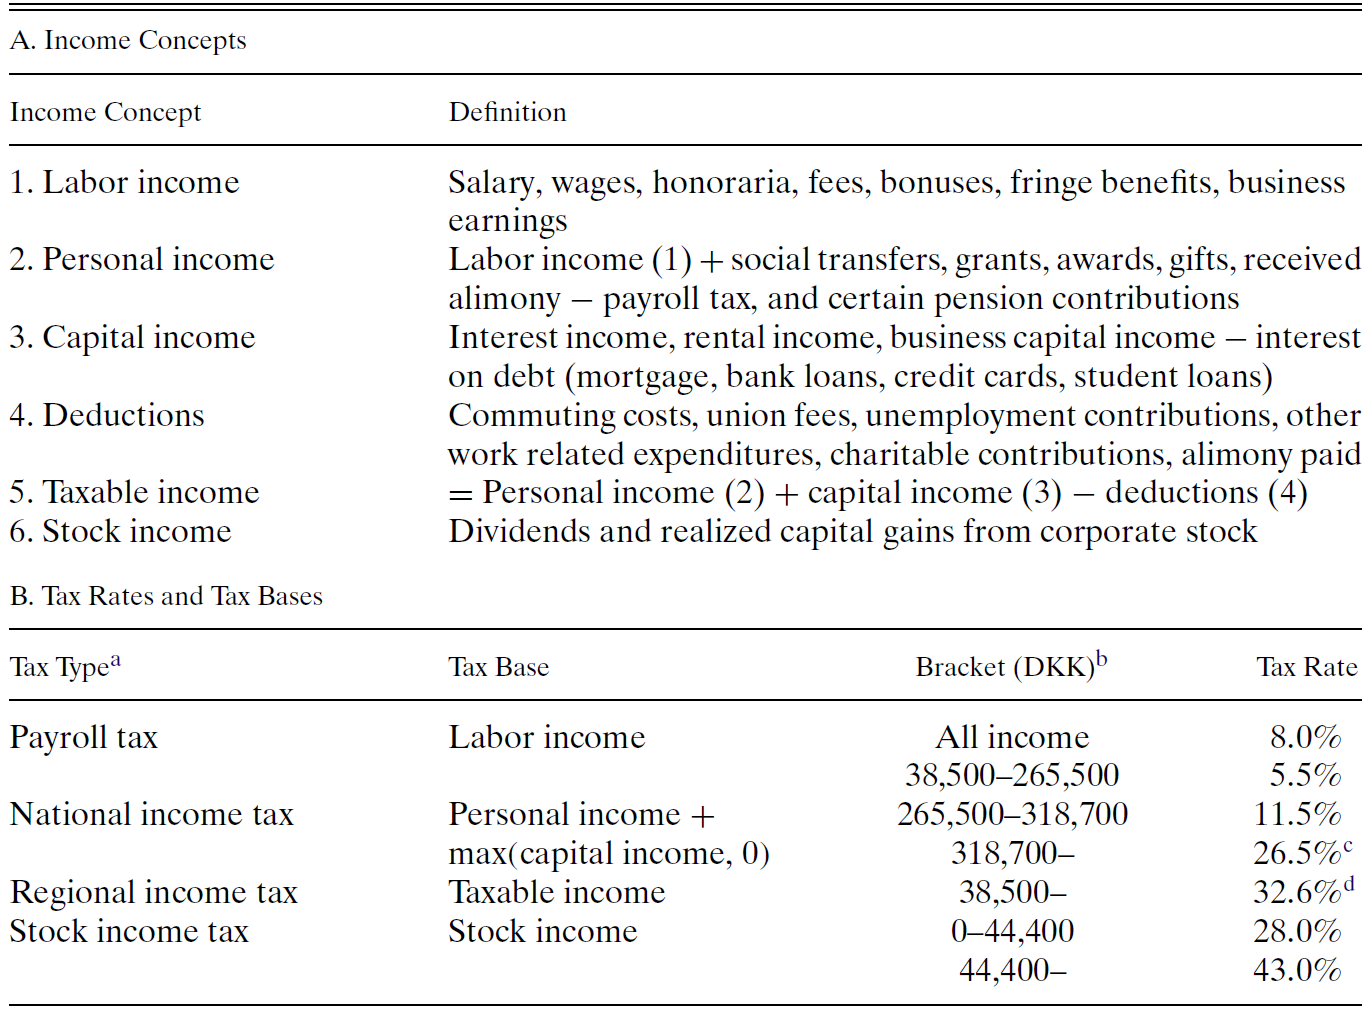 A. Income Concepts
Income Concept Definition
1. Labor income Salary, wages, honoraria, fees, bonuses, fringe benefits, business
earnings
2. Personal income Labor income (1) + social transfers, grants, awards, gifts, received
alimony − payroll tax, and certain pension contributions
3. Capital income Interest income, rental income, business capital income − interest
on debt (mortgage, bank loans, credit cards, student loans)
4. Deductions Commuting costs, union fees, unemployment contributions, other
work related expenditures, charitable contributions, alimony paid
5. Taxable income = Personal income (2) + capital income (3) − deductions (4)
6. Stock income Dividends and realized capital gains from corporate stock
B. Tax Rates and Tax Bases
Tax Type^a Tax Base Bracket (DKK)^b Tax Rate
Payroll tax Labor income All income 8.0%
38,500–265,500 5.5%
National income tax Personal income + 265,500–318,700 11.5%
max(capital income, 0) 318,700– 26.5%^c
Regional income tax Taxable income 38,500– 32.6%^d
Stock income tax Stock income 0–44,400 28.0%
44,400– 43.0%